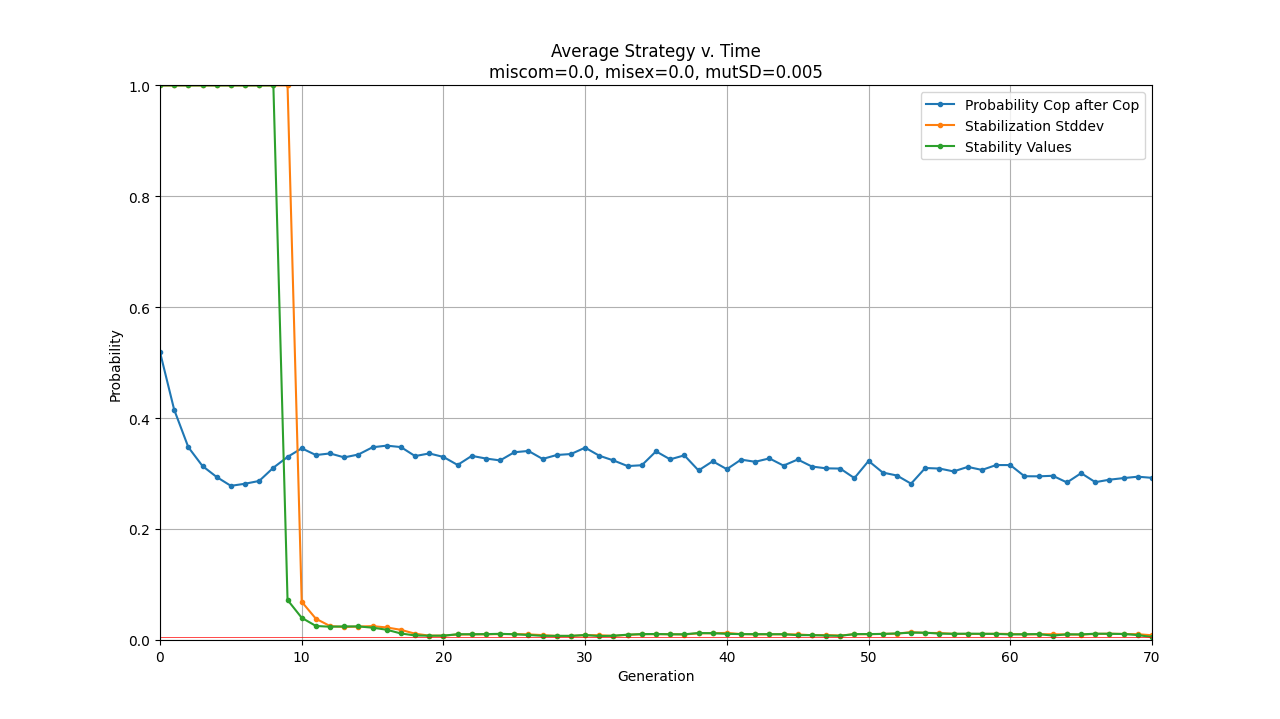 Average Strategy v. Time
miscom=0.0, misex=0.0, mutSD=0.005
Probability Cop after Cop
Stabilization Stddev
Stability Values
Probability
1.0
0.8
0.6
0.4
0.2
0.0
0 10 20 30 40 50 60 70
Generation